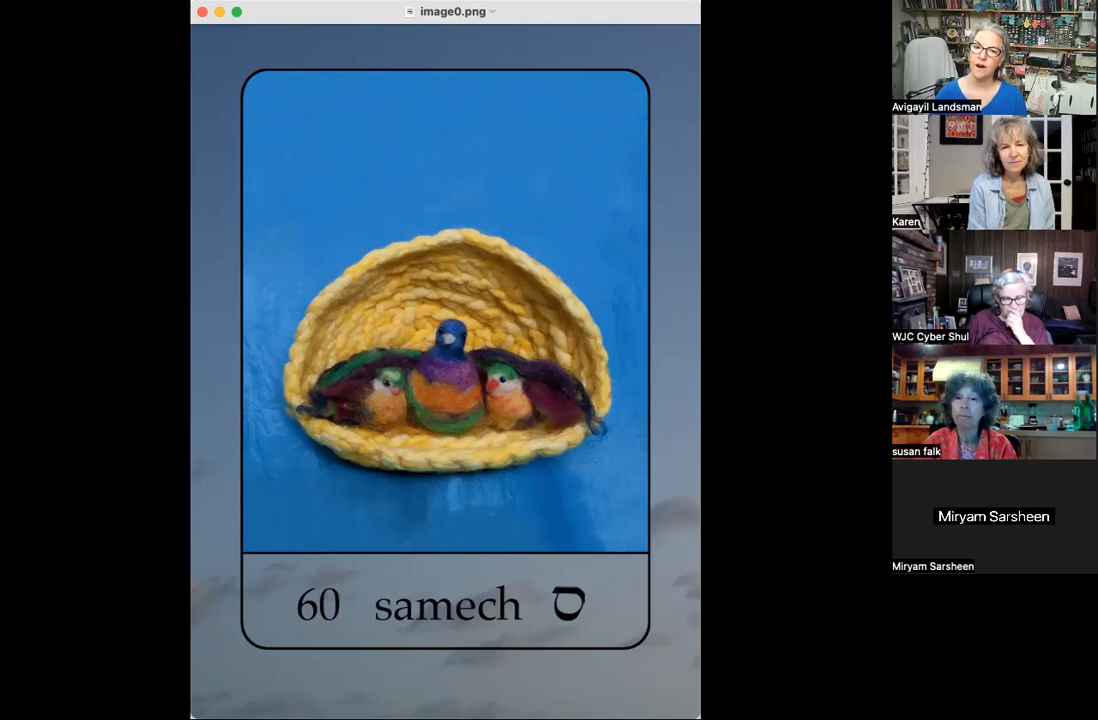 image0.png
60 samech ס
Avigayil Landsman
Karen
WJC Cyber Shul
susan falk
Miryam Sarsheen
Miryam Sarsheen